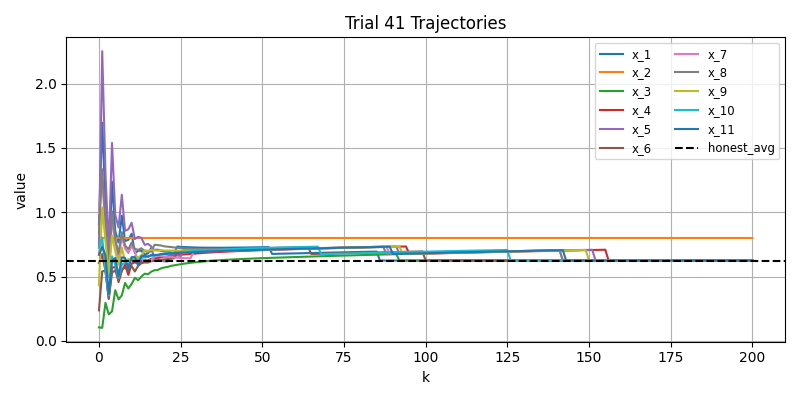 Trial 41 Trajectories
value
2.0
1.5
1.0
0.5
0.0
0
25
50
75
100
125
150
175
200
k
x_1
x_2
x_3
x_4
x_5
x_6
x_7
x_8
x_9
x_10
x_11
honest_avg